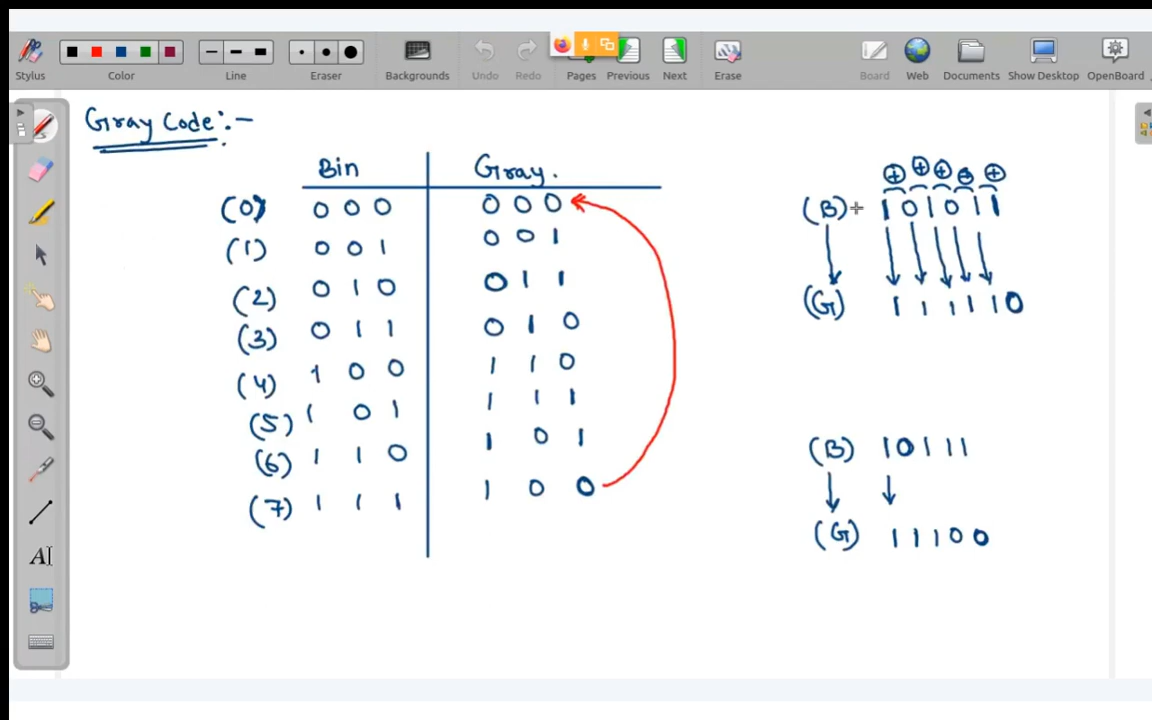 Stylus Color Line Eraser Backgrounds Undo Redo Pages Previous Next Erase Board Web Documents Show Desktop OpenBoard
Gray Code :-
Bin Gray.
(0) 0 0 0 0 0 0
(1) 0 0 1 0 0 1
(2) 0 1 0 0 1 1
(3) 0 1 1 0 1 0
(4) 1 0 0 1 1 0
(5) 1 0 1 1 1 1
(6) 1 1 0 1 0 1
(7) 1 1 1 1 0 0
⊕ ⊕ ⊕ ⊕ ⊕
(B) 1 0 1 0 1 1
(G) 1 1 1 1 1 0
(B) 1 0 1 1 1
(G) 1 1 1 0 0
A